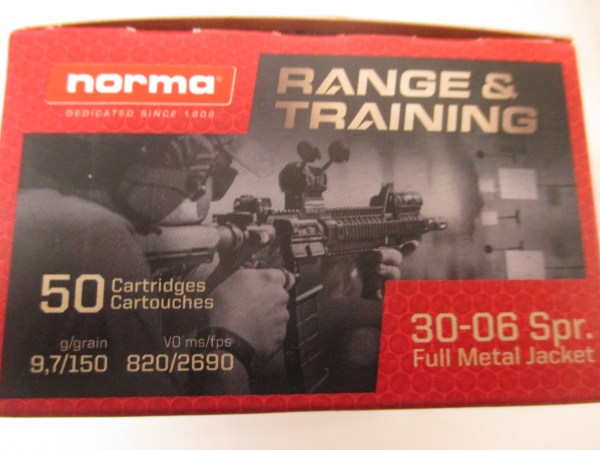 norma®
DEDICATED SINCE 1902
RANGE &
TRAINING
50 Cartridges
Cartouches
g/grain
9,7/150
V0 ms/fps
820/2690
30-06 Spr.
Full Metal Jacket